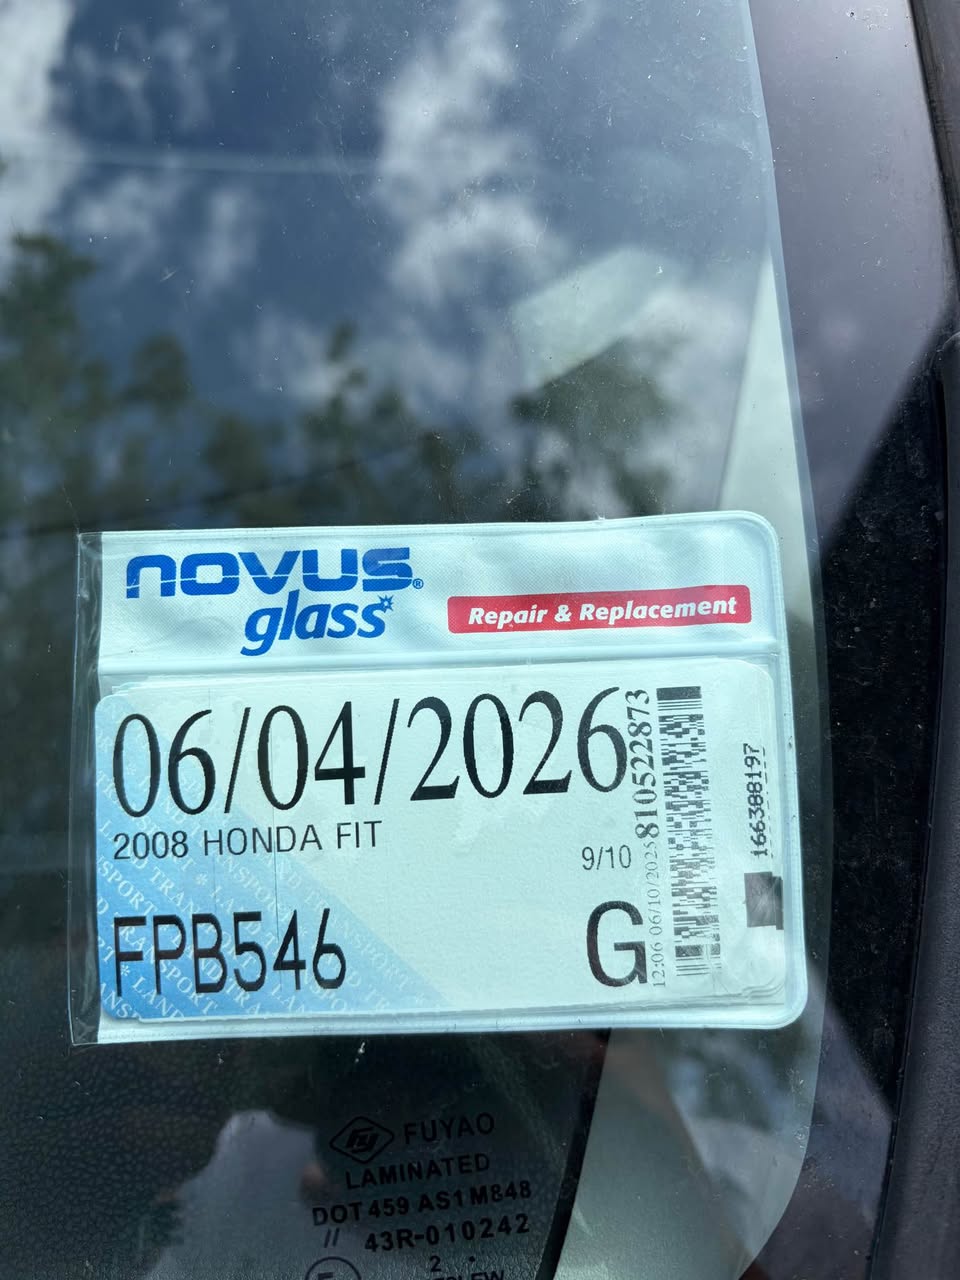 novus®
glass
Repair & Replacement
06/04/2026
2008 HONDA FIT
9/10
FPB546
G
12:06 06/10/2025 810522873
166388197
FUYAO
LAMINATED
DOT 459 AS1 M848
// 43R-010242
2